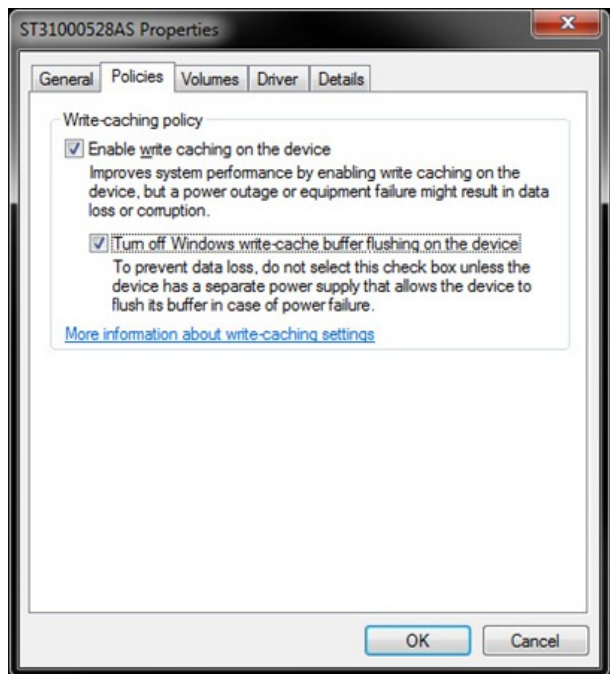 ST31000528AS Properties
General Policies Volumes Driver Details
Write-caching policy
Enable write caching on the device
Improves system performance by enabling write caching on the
device, but a power outage or equipment failure might result in data
loss or corruption.
Turn off Windows write-cache buffer flushing on the device
To prevent data loss, do not select this check box unless the
device has a separate power supply that allows the device to
flush its buffer in case of power failure.
More information about write-caching settings
OK Cancel